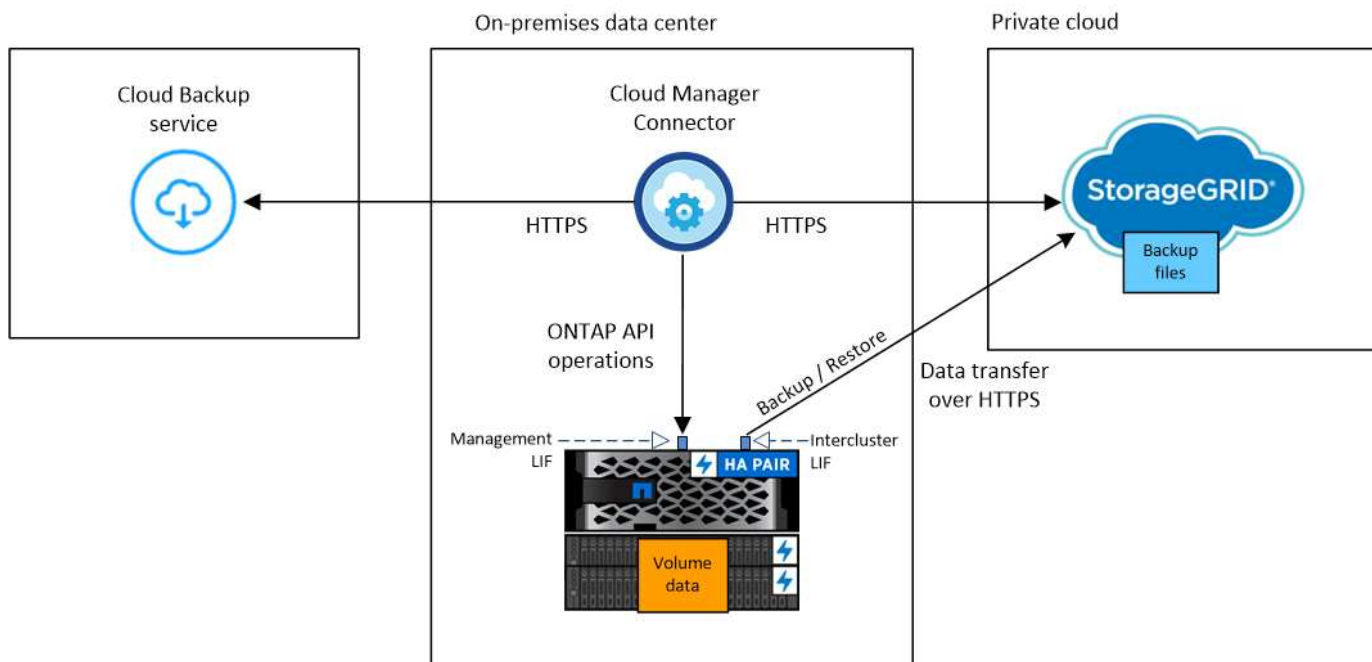 On-premises data center
Private cloud
Cloud Backup
service
Cloud Manager
Connector
StorageGRID®
Backup
files
HTTPS
HTTPS
ONTAP API
operations
Backup / Restore
Data transfer
over HTTPS
Management
LIF
Intercluster
LIF
HA PAIR
Volume
data